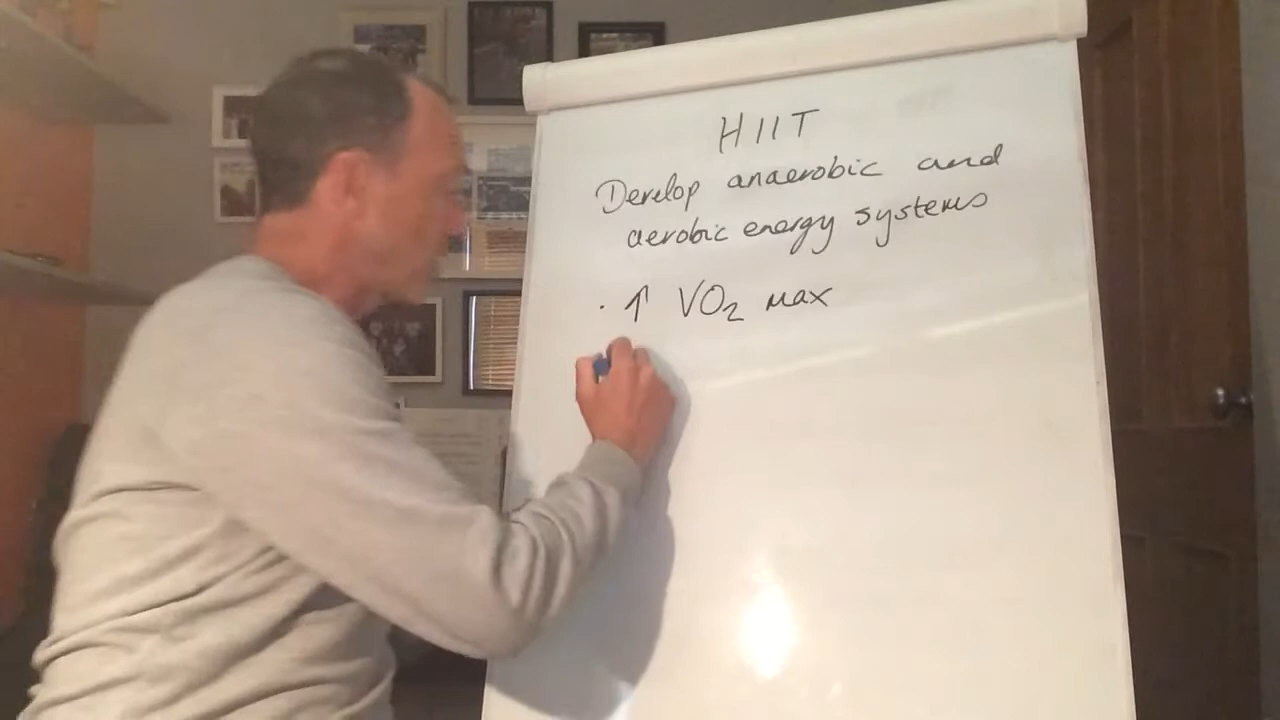 HIIT
Develop anaerobic and
aerobic energy systems
· ↑ VO₂ max